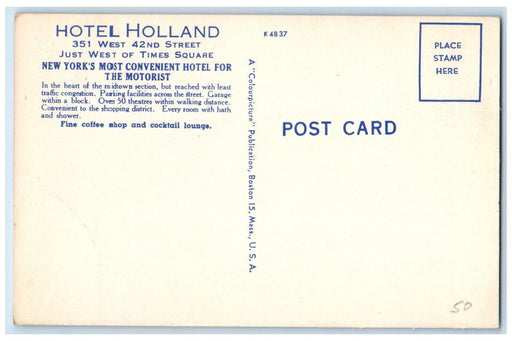 HOTEL HOLLAND
351 WEST 42ND STREET
JUST WEST OF TIMES SQUARE
NEW YORK'S MOST CONVENIENT HOTEL FOR
THE MOTORIST
In the heart of the midtown section, but reached with least
traffic congestion. Parking facilities across the street. Garage
within a block. Over 50 theatres within walking distance.
Convenient to the shopping district. Every room with bath
and shower.
Fine coffee shop and cocktail lounge.
K4837
A "Colourpicture" Publication, Boston 15, Mass., U. S. A.
POST CARD
PLACE
STAMP
HERE
50